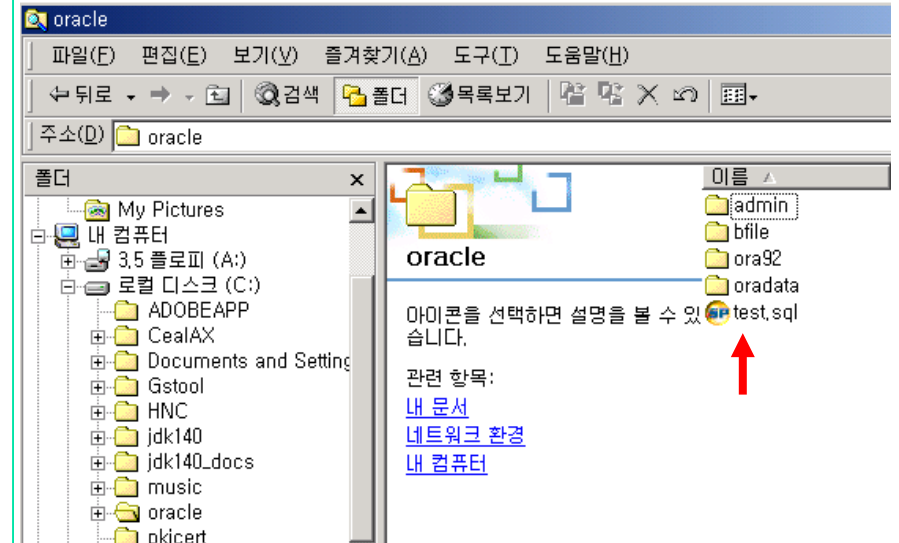 oracle
파일(F) 편집(E) 보기(V) 즐겨찾기(A) 도구(T) 도움말(H)
뒤로 검색 폴더 목록보기
주소(D) oracle
폴더 x
My Pictures
내 컴퓨터
3.5 플로피 (A:)
로컬 디스크 (C:)
ADOBEAPP
CealAX
Documents and Setting
Gstool
HNC
jdk140
jdk140_docs
music
oracle
pkicert
oracle
아이콘을 선택하면 설명을 볼 수 있
습니다.
관련 항목:
내 문서
네트워크 환경
내 컴퓨터
이름
admin
bfile
ora92
oradata
test.sql